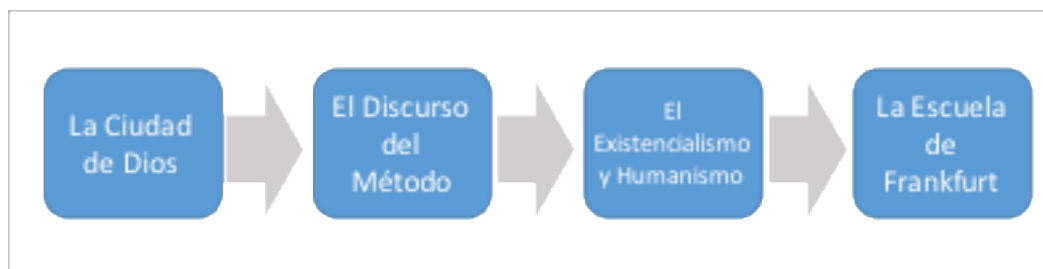 La Ciudad
de Dios
El Discurso
del
Método
El
Existencialismo
y Humanismo
La Escuela
de
Frankfurt